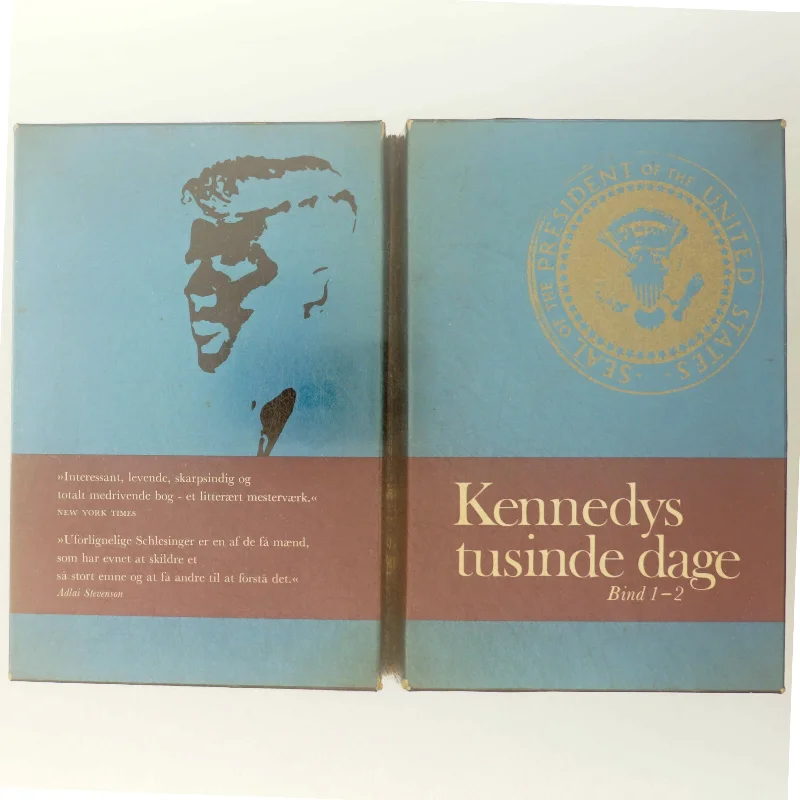 »Interessant, levende, skarpsindig og
totalt medrivende bog - et litterært mesterværk.«
NEW YORK TIMES
»Uforlignelige Schlesinger er en af de få mænd,
som har evnet at skildre et
så stort emne og at få andre til at forstå det.«
Adlai Stevenson
SEAL OF THE PRESIDENT OF THE UNITED STATES
Kennedys
tusinde dage
Bind 1-2